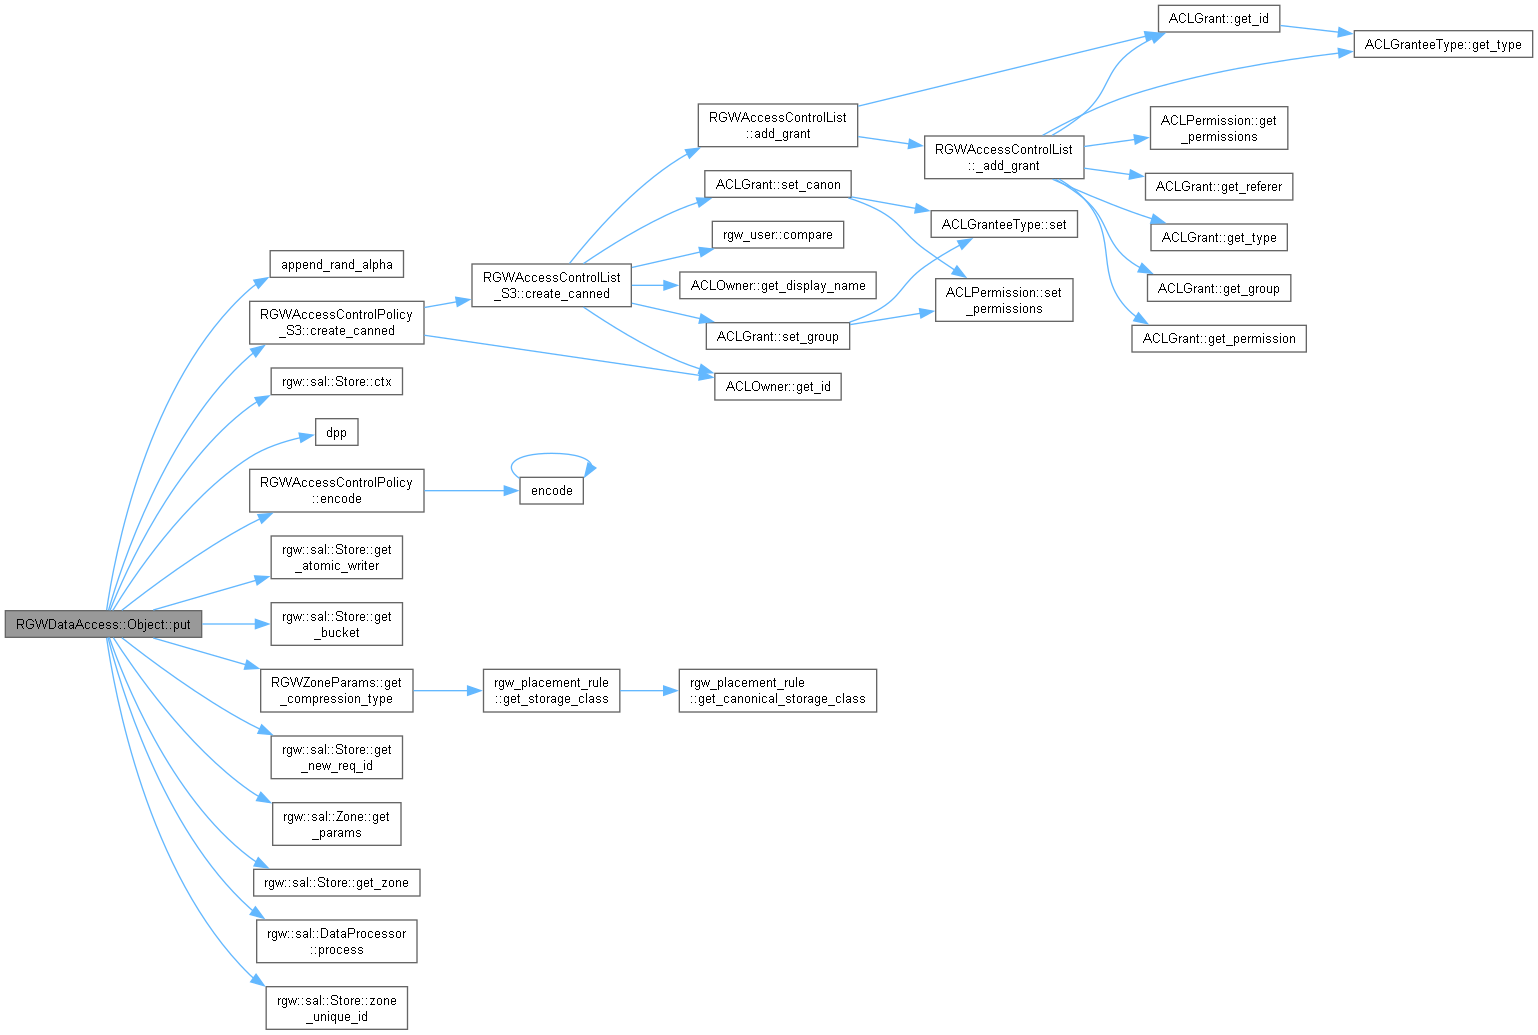 ACLGrant::get_id
ACLGranteeType::get_type
RGWAccessControlList
::add_grant
ACLPermission::get
_permissions
RGWAccessControlList
::_add_grant
ACLGrant::set_canon
ACLGrant::get_referer
ACLGranteeType::set
rgw_user::compare
ACLGrant::get_type
append_rand_alpha
RGWAccessControlList
_S3::create_canned
ACLOwner::get_display_name
ACLPermission::set
_permissions
ACLGrant::get_group
RGWAccessControlPolicy
_S3::create_canned
ACLGrant::set_group
ACLGrant::get_permission
rgw::sal::Store::ctx
ACLOwner::get_id
dpp
RGWAccessControlPolicy
::encode
encode
rgw::sal::Store::get
_atomic_writer
RGWDataAccess::Object::put
rgw::sal::Store::get
_bucket
RGWZoneParams::get
_compression_type
rgw_placement_rule
::get_storage_class
rgw_placement_rule
::get_canonical_storage_class
rgw::sal::Store::get
_new_req_id
rgw::sal::Zone::get
_params
rgw::sal::Store::get_zone
rgw::sal::DataProcessor
::process
rgw::sal::Store::zone
_unique_id